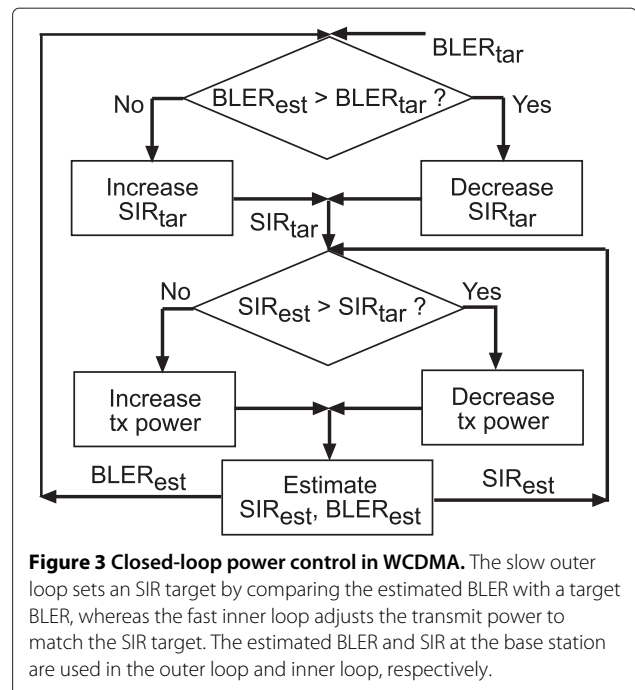 BLERtar
BLERest > BLERtar ?
No
Yes
Increase
SIRtar
Decrease
SIRtar
SIRtar
SIRest > SIRtar ?
No
Yes
Increase
tx power
Decrease
tx power
BLERest
Estimate
SIRest, BLERest
SIRest
Figure 3 Closed-loop power control in WCDMA. The slow outer
loop sets an SIR target by comparing the estimated BLER with a target
BLER, whereas the fast inner loop adjusts the transmit power to
match the SIR target. The estimated BLER and SIR at the base station
are used in the outer loop and inner loop, respectively.